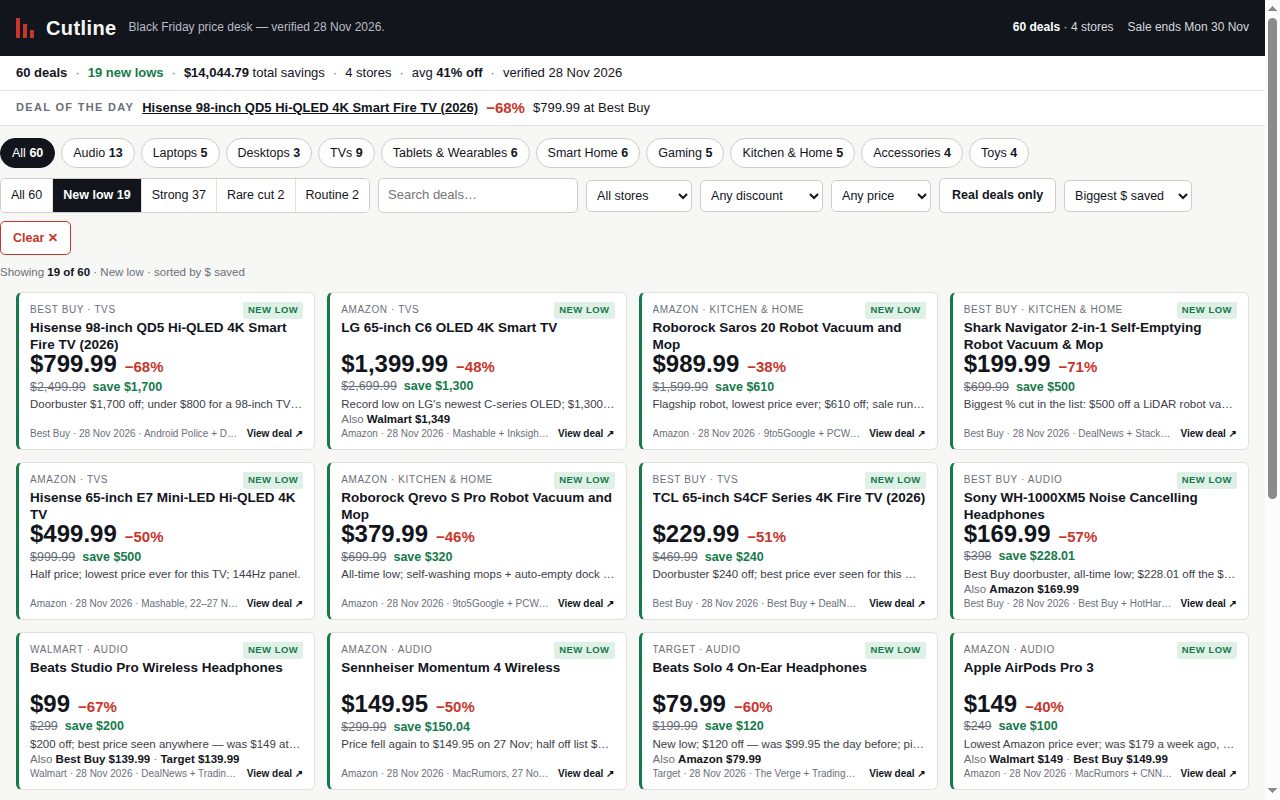 Cutline Black Friday price desk — verified 28 Nov 2026. 60 deals · 4 stores Sale ends Mon 30 Nov
60 deals · 19 new lows · $14,044.79 total savings · 4 stores · avg 41% off · verified 28 Nov 2026
DEAL OF THE DAY Hisense 98-inch QD5 Hi-QLED 4K Smart Fire TV (2026) −68% $799.99 at Best Buy
All 60 Audio 13 Laptops 5 Desktops 3 TVs 9 Tablets & Wearables 6 Smart Home 6 Gaming 5 Kitchen & Home 5 Accessories 4 Toys 4
All 60 New low 19 Strong 37 Rare cut 2 Routine 2 Search deals… All stores Any discount Any price Real deals only Biggest $ saved
Clear ✕
Showing 19 of 60 · New low · sorted by $ saved
BEST BUY · TVS NEW LOW
Hisense 98-inch QD5 Hi-QLED 4K Smart
Fire TV (2026)
$799.99 −68%
$2,499.99 save $1,700
Doorbuster $1,700 off; under $800 for a 98-inch TV…
Best Buy · 28 Nov 2026 · Android Police + D… View deal ↗
AMAZON · TVS NEW LOW
LG 65-inch C6 OLED 4K Smart TV
$1,399.99 −48%
$2,699.99 save $1,300
Record low on LG's newest C-series OLED; $1,300…
Also Walmart $1,349
Amazon · 28 Nov 2026 · Mashable + Inksigh… View deal ↗
AMAZON · KITCHEN & HOME NEW LOW
Roborock Saros 20 Robot Vacuum and
Mop
$989.99 −38%
$1,599.99 save $610
Flagship robot, lowest price ever; $610 off; sale run…
Amazon · 28 Nov 2026 · 9to5Google + PCW… View deal ↗
BEST BUY · KITCHEN & HOME NEW LOW
Shark Navigator 2-in-1 Self-Emptying
Robot Vacuum & Mop
$199.99 −71%
$699.99 save $500
Biggest % cut in the list: $500 off a LiDAR robot va…
Best Buy · 28 Nov 2026 · DealNews + Stack… View deal ↗
AMAZON · TVS NEW LOW
Hisense 65-inch E7 Mini-LED Hi-QLED 4K
TV
$499.99 −50%
$999.99 save $500
Half price; lowest price ever for this TV; 144Hz panel.
Amazon · 28 Nov 2026 · Mashable, 22–27 N… View deal ↗
AMAZON · KITCHEN & HOME NEW LOW
Roborock Qrevo S Pro Robot Vacuum and
Mop
$379.99 −46%
$699.99 save $320
All-time low; self-washing mops + auto-empty dock …
Amazon · 28 Nov 2026 · 9to5Google + PCW… View deal ↗
BEST BUY · TVS NEW LOW
TCL 65-inch S4CF Series 4K Fire TV (2026)
$229.99 −51%
$469.99 save $240
Doorbuster $240 off; best price ever seen for this …
Best Buy · 28 Nov 2026 · Best Buy + DealN… View deal ↗
BEST BUY · AUDIO NEW LOW
Sony WH-1000XM5 Noise Cancelling
Headphones
$169.99 −57%
$398 save $228.01
Best Buy doorbuster, all-time low; $228.01 off the $…
Also Amazon $169.99
Best Buy · 28 Nov 2026 · Best Buy + HotHar… View deal ↗
WALMART · AUDIO NEW LOW
Beats Studio Pro Wireless Headphones
$99 −67%
$299 save $200
$200 off; best price seen anywhere — was $149 at…
Also Best Buy $139.99 · Target $139.99
Walmart · 28 Nov 2026 · DealNews + Tradin… View deal ↗
AMAZON · AUDIO NEW LOW
Sennheiser Momentum 4 Wireless
$149.95 −50%
$299.99 save $150.04
Price fell again to $149.95 on 27 Nov; half off list $…
Amazon · 28 Nov 2026 · MacRumors, 27 No… View deal ↗
TARGET · AUDIO NEW LOW
Beats Solo 4 On-Ear Headphones
$79.99 −60%
$199.99 save $120
New low; $120 off — was $99.95 the day before; pi…
Also Amazon $79.99
Target · 28 Nov 2026 · The Verge + Trading… View deal ↗
AMAZON · AUDIO NEW LOW
Apple AirPods Pro 3
$149 −40%
$249 save $100
Lowest Amazon price ever; was $179 a week ago, …
Also Walmart $149 · Best Buy $149.99
Amazon · 28 Nov 2026 · MacRumors + CNN… View deal ↗